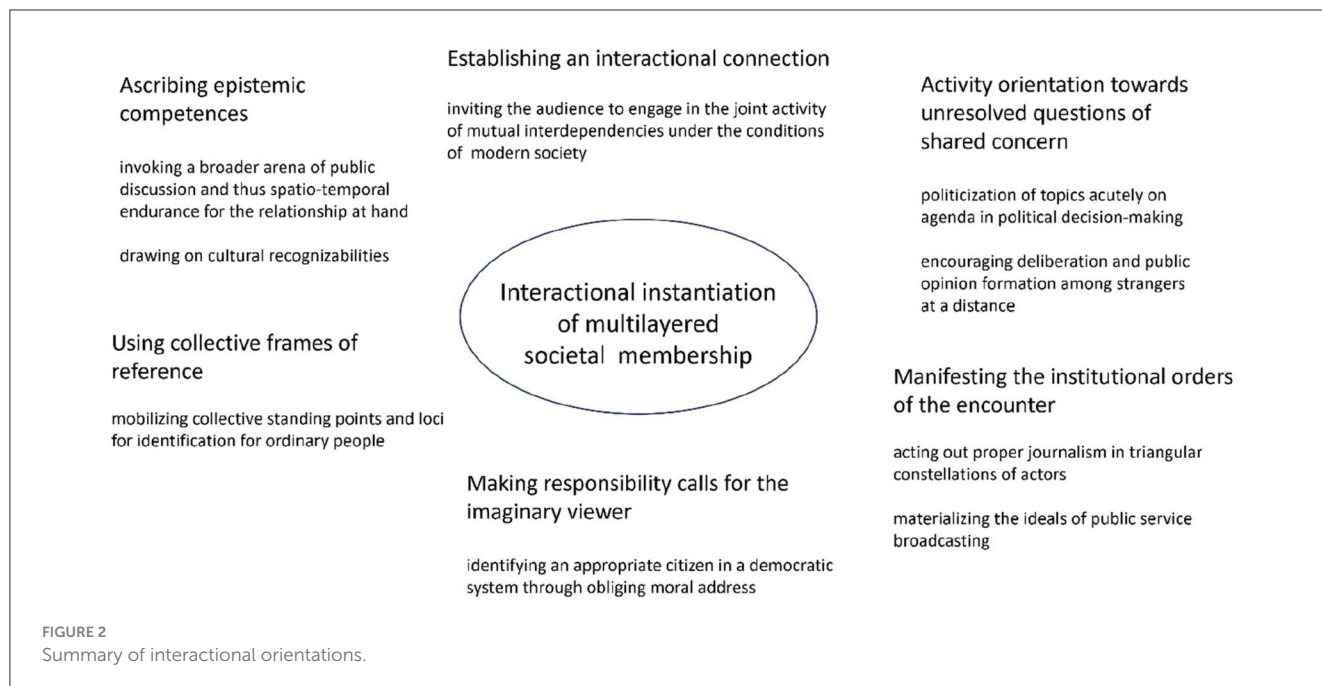 Establishing an interactional connection
inviting the audience to engage in the joint activity
of mutual interdependencies under the conditions
of modern society
Ascribing epistemic
competences
invoking a broader arena of public
discussion and thus spatio-temporal
endurance for the relationship at hand
drawing on cultural recognizabilities
Activity orientation towards
unresolved questions of
shared concern
politicization of topics acutely on
agenda in political decision-making
encouraging deliberation and public
opinion formation among strangers
at a distance
Interactional instantiation
of multilayered
societal membership
Using collective frames of
reference
mobilizing collective standing points and loci
for identification for ordinary people
Manifesting the institutional orders
of the encounter
acting out proper journalism in triangular
constellations of actors
materializing the ideals of public service
broadcasting
Making responsibility calls for the
imaginary viewer
identifying an appropriate citizen in a democratic
system through obliging moral address
FIGURE 2
Summary of interactional orientations.